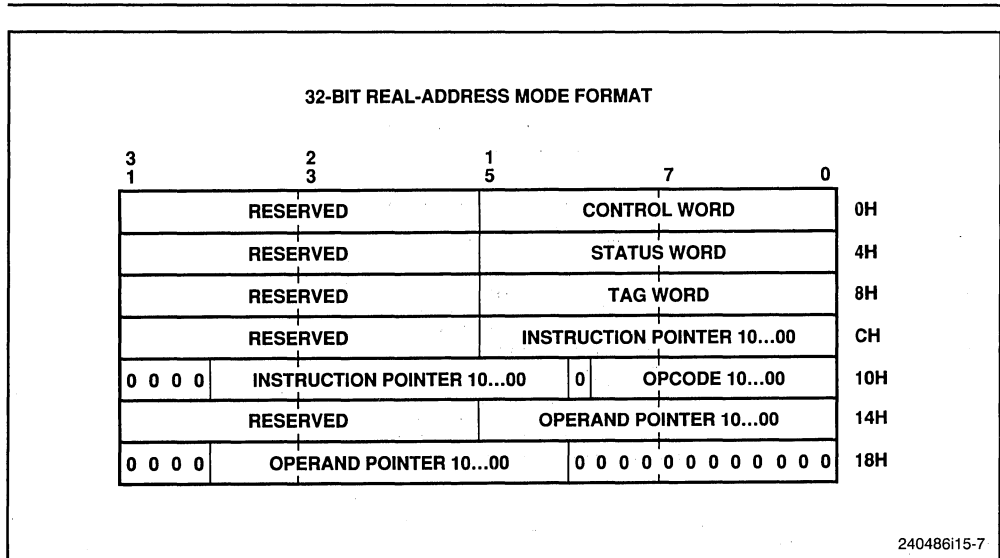 32-BIT REAL-ADDRESS MODE FORMAT
3 2 1
1 3 5 7 0
RESERVED CONTROL WORD 0H
RESERVED STATUS WORD 4H
RESERVED TAG WORD 8H
RESERVED INSTRUCTION POINTER 10...00 CH
0 0 0 0 INSTRUCTION POINTER 10...00 0 OPCODE 10...00 10H
RESERVED OPERAND POINTER 10...00 14H
0 0 0 0 OPERAND POINTER 10...00 0 0 0 0 0 0 0 0 0 0 0 0 18H
240486i15-7